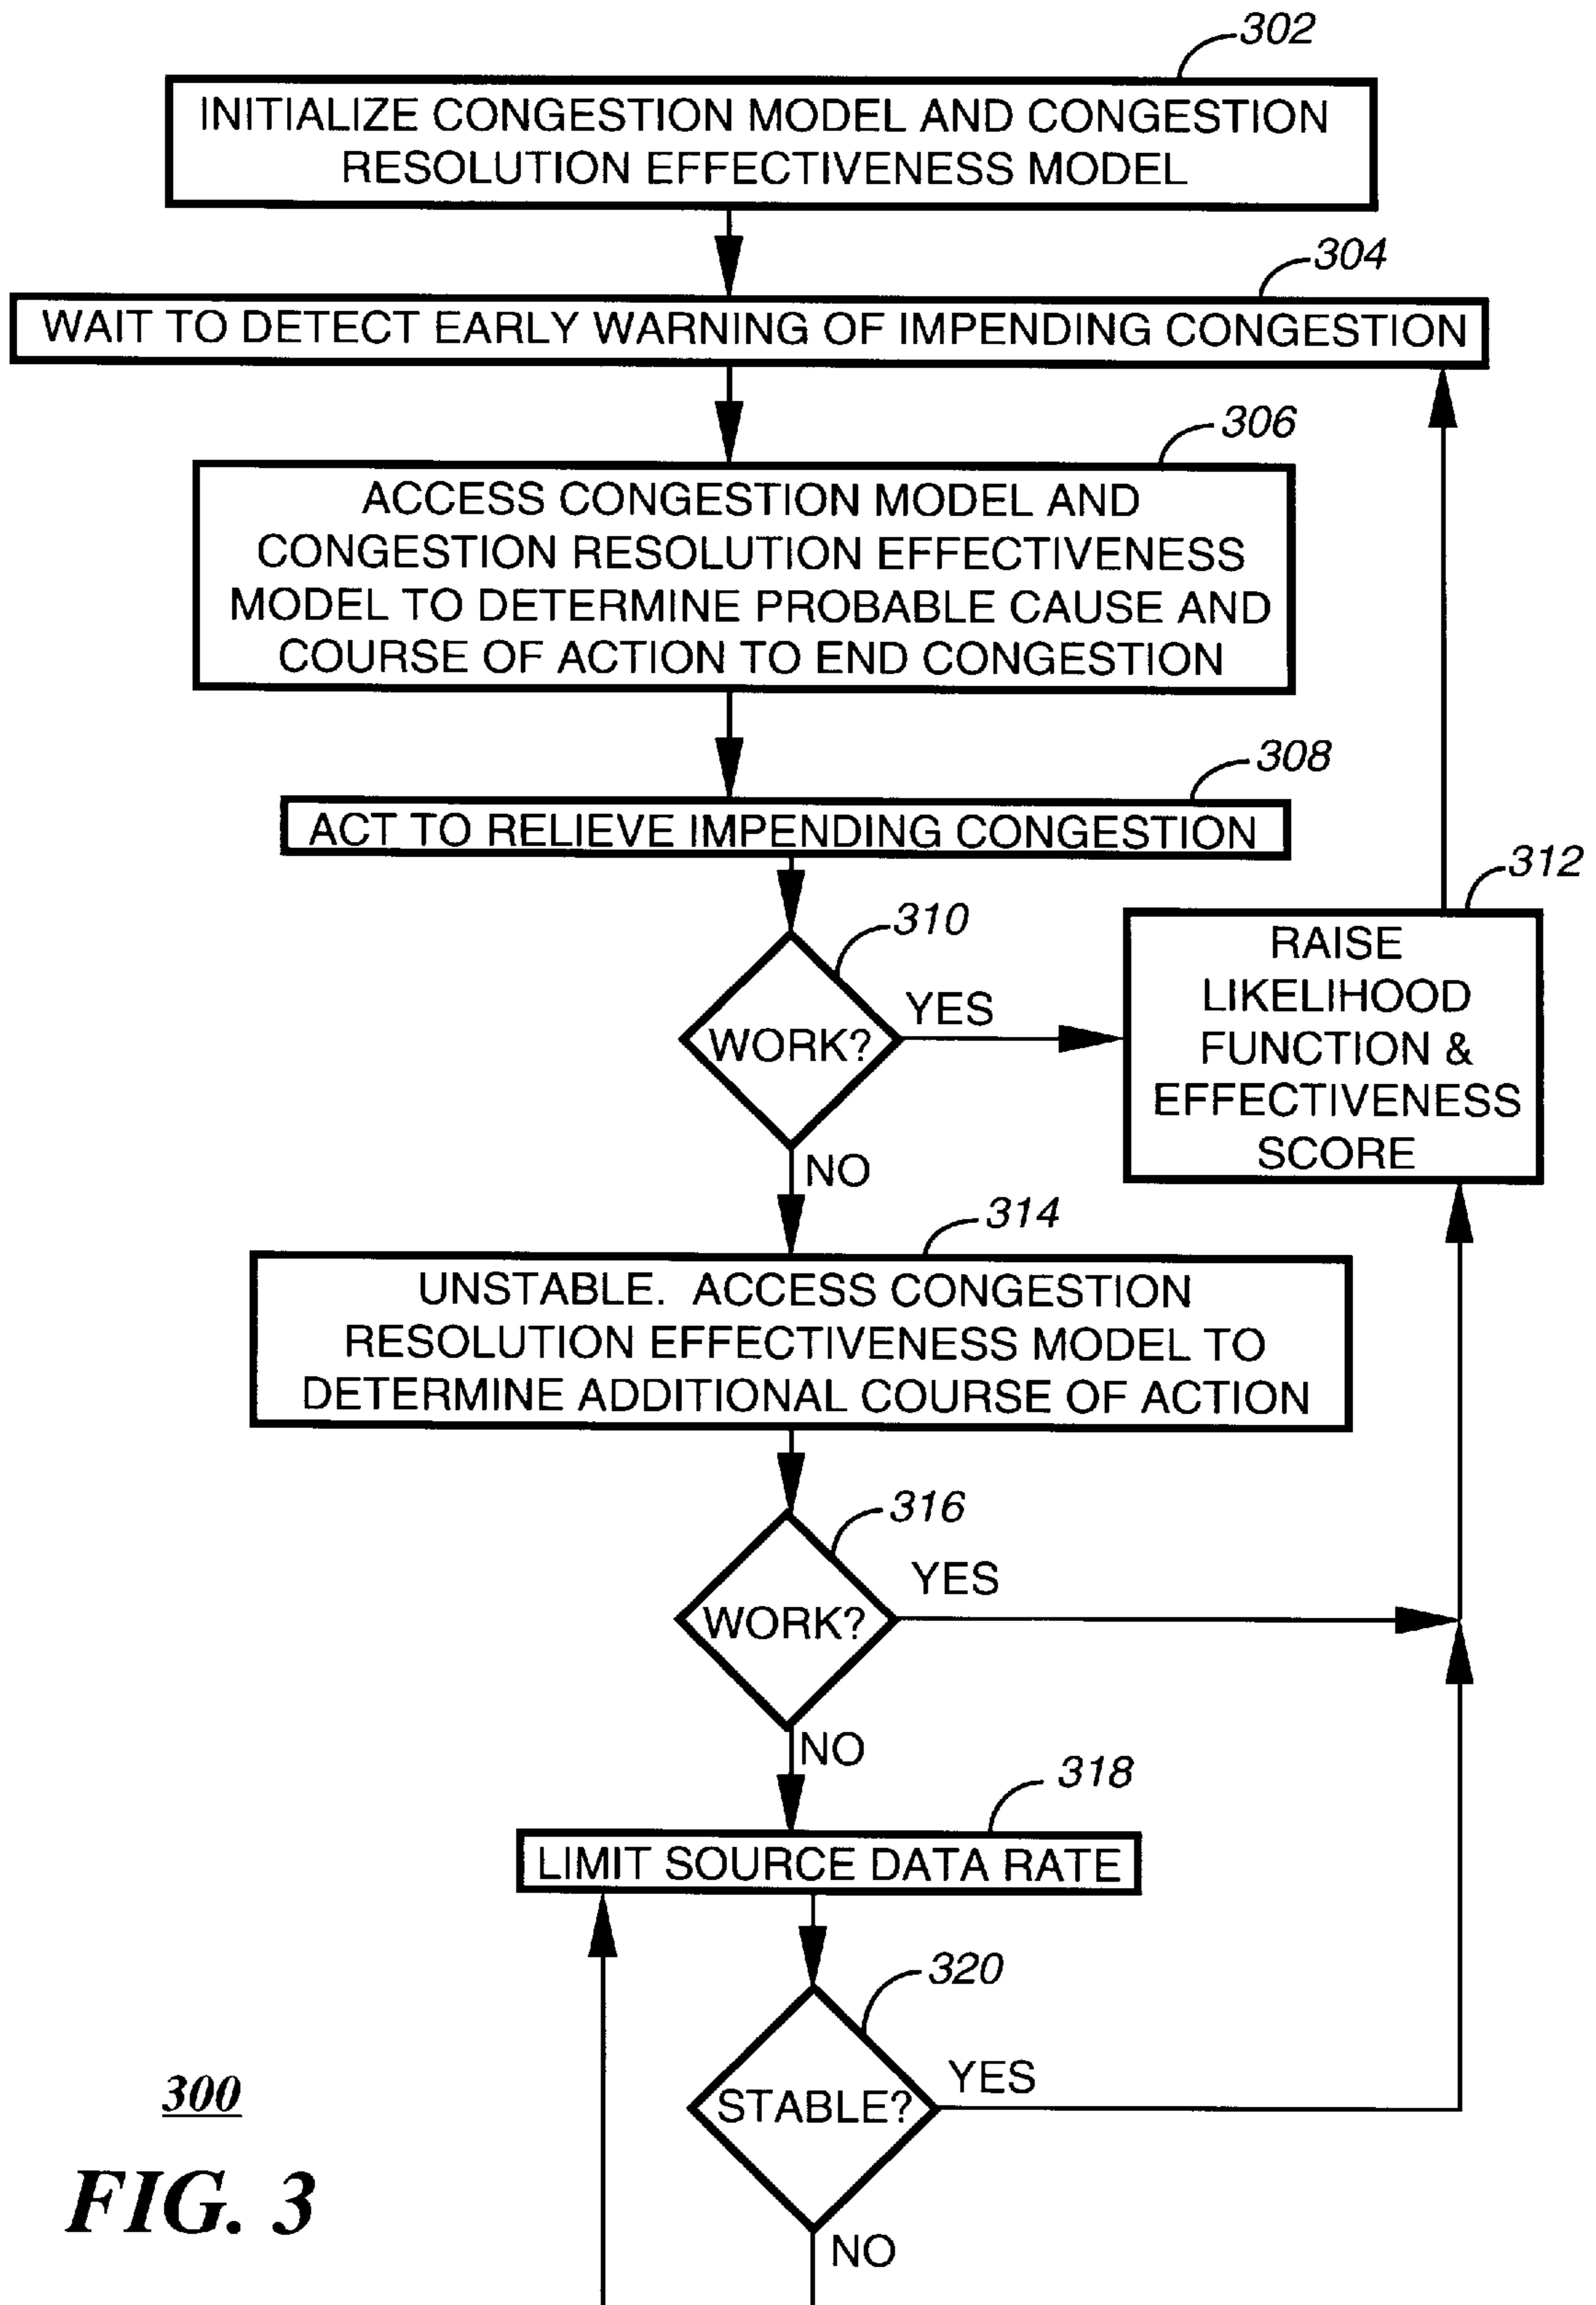 302
INITIALIZE CONGESTION MODEL AND CONGESTION
RESOLUTION EFFECTIVENESS MODEL
304
WAIT TO DETECT EARLY WARNING OF IMPENDING CONGESTION
306
ACCESS CONGESTION MODEL AND
CONGESTION RESOLUTION EFFECTIVENESS
MODEL TO DETERMINE PROBABLE CAUSE AND
COURSE OF ACTION TO END CONGESTION
308
ACT TO RELIEVE IMPENDING CONGESTION
310
WORK?
YES
NO
312
RAISE
LIKELIHOOD
FUNCTION &
EFFECTIVENESS
SCORE
314
UNSTABLE. ACCESS CONGESTION
RESOLUTION EFFECTIVENESS MODEL TO
DETERMINE ADDITIONAL COURSE OF ACTION
316
WORK?
YES
NO
318
LIMIT SOURCE DATA RATE
320
STABLE?
YES
NO
300
FIG. 3